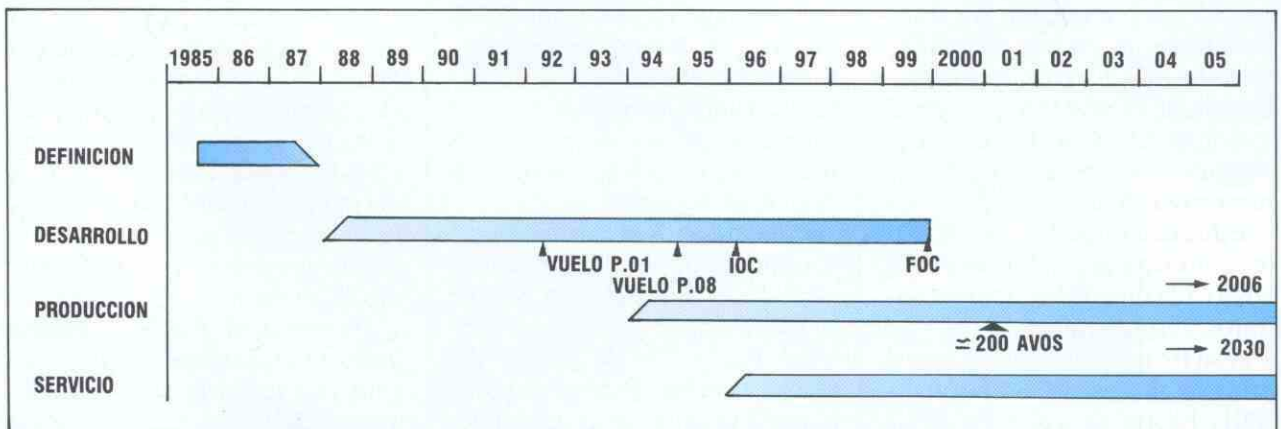 1985 86 87 88 89 90 91 92 93 94 95 96 97 98 99 2000 01 02 03 04 05
DEFINICION
DESARROLLO
VUELO P.01 IOC FOC
VUELO P.08
→ 2006
PRODUCCION
≃ 200 AVOS
→ 2030
SERVICIO